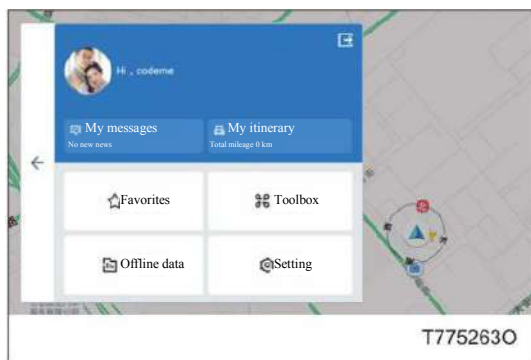 Hi , codeme
My messages
No new news
My itinerary
Total mileage 0 km
Favorites
Toolbox
Offline data
Setting
北
T775263O